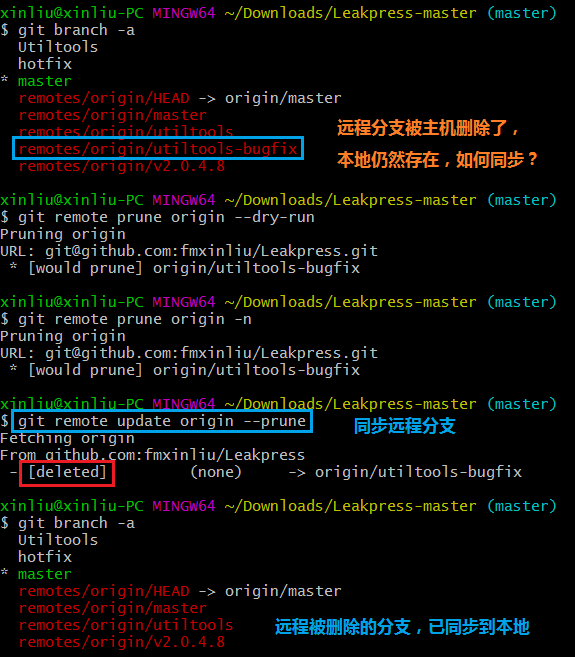 xinliu@xinliu-PC MINGW64 ~/Downloads/Leakpress-master (master)
$ git branch -a
  Utiltools
  hotfix
* master
  remotes/origin/HEAD -> origin/master
  remotes/origin/master
  remotes/origin/utiltools
远程分支被主机删除了，
  remotes/origin/utiltools-bugfix
本地仍然存在，如何同步？
  remotes/origin/v2.0.4.8
xinliu@xinliu-PC MINGW64 ~/Downloads/Leakpress-master (master)
$ git remote prune origin --dry-run
Pruning origin
URL: git@github.com:fmxinliu/Leakpress.git
 * [would prune] origin/utiltools-bugfix
xinliu@xinliu-PC MINGW64 ~/Downloads/Leakpress-master (master)
$ git remote prune origin -n
Pruning origin
URL: git@github.com:fmxinliu/Leakpress.git
 * [would prune] origin/utiltools-bugfix
xinliu@xinliu-PC MINGW64 ~/Downloads/Leakpress-master (master)
$ git remote update origin --prune
同步远程分支
Fetching origin
From github.com:fmxinliu/Leakpress
 - [deleted]         (none)     -> origin/utiltools-bugfix
xinliu@xinliu-PC MINGW64 ~/Downloads/Leakpress-master (master)
$ git branch -a
  Utiltools
  hotfix
* master
  remotes/origin/HEAD -> origin/master
  remotes/origin/master
  remotes/origin/utiltools
远程被删除的分支，已同步到本地
  remotes/origin/v2.0.4.8